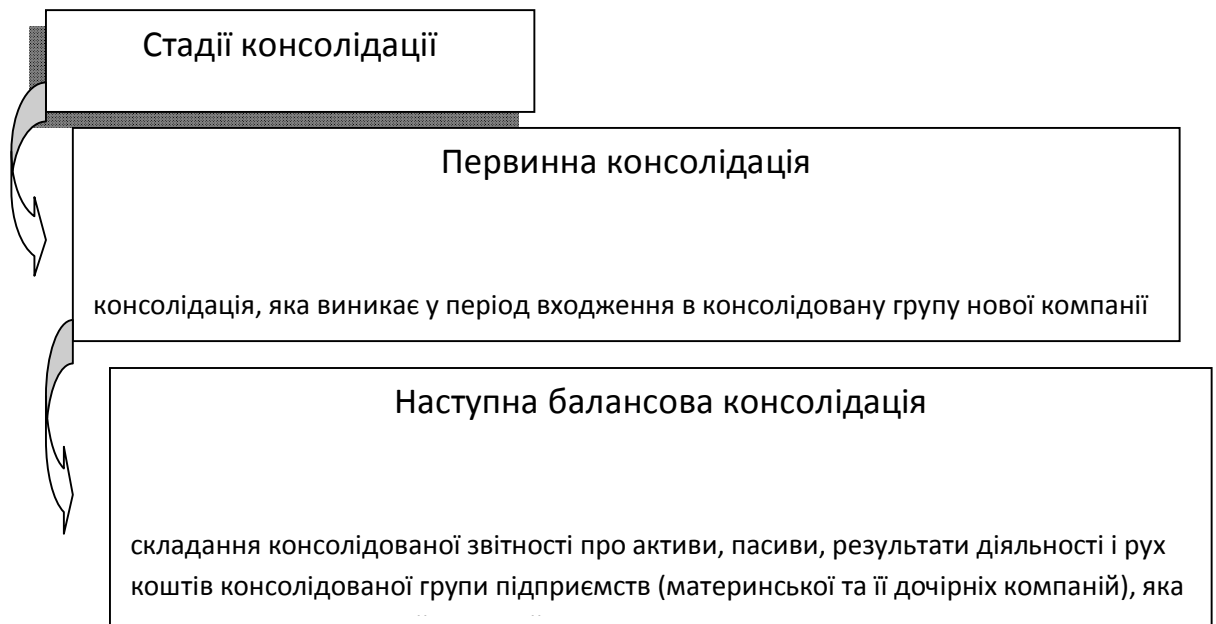 Стадії консолідації
Первинна консолідація
консолідація, яка виникає у період входження в консолідовану групу нової компанії
Наступна балансова консолідація
складання консолідованої звітності про активи, пасиви, результати діяльності і рух
коштів консолідованої групи підприємств (материнської та її дочірніх компаній), яка